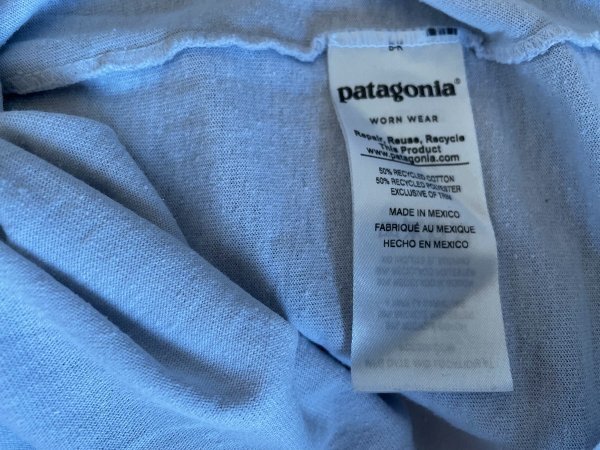 patagonia®
WORN WEAR
Repair, Reuse, Recycle
This Product
www.patagonia.com
50% RECYCLED COTTON
50% RECYCLED POLYESTER
EXCLUSIVE OF TRIM
MADE IN MEXICO
FABRIQUÉ AU MEXIQUE
HECHO EN MEXICO